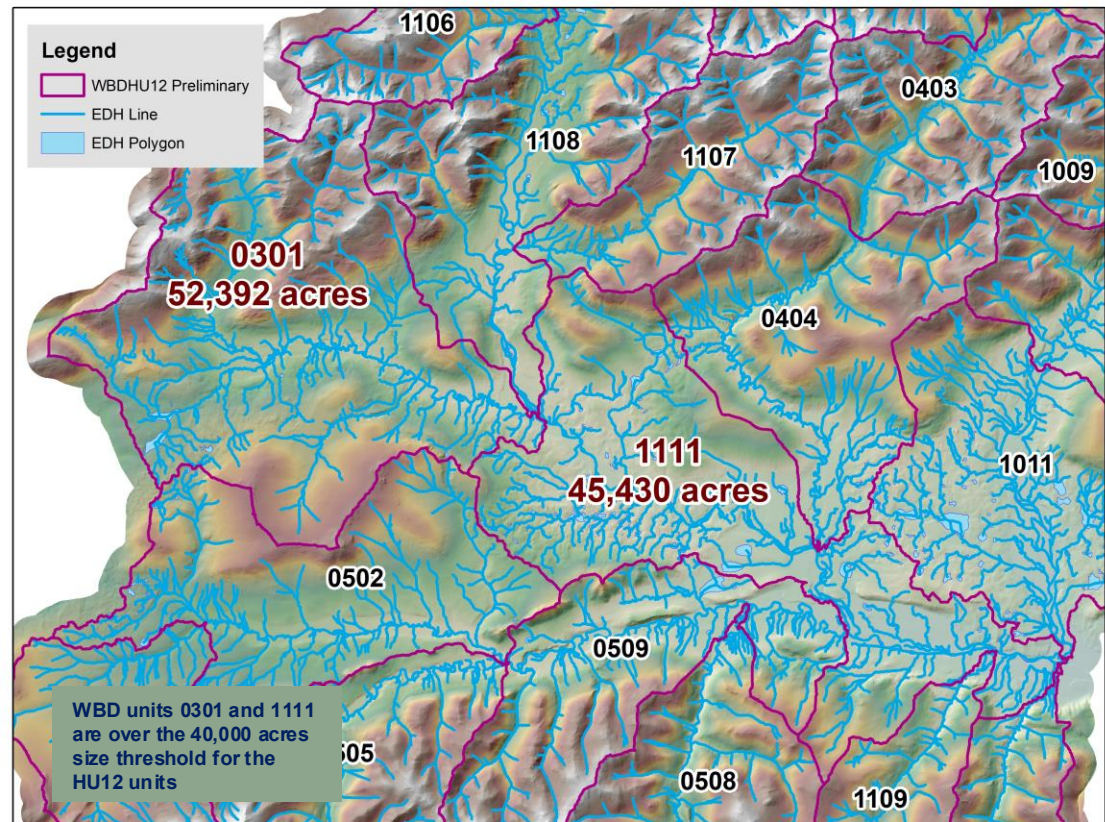 Legend
WBDHU12 Preliminary
EDH Line
EDH Polygon
1106
0403
1108
1107
1009
0301
52,392 acres
0404
1111
45,430 acres
1011
0502
0509
WBD units 0301 and 1111
are over the 40,000 acres
size threshold for the
HU12 units
505
0508
1109